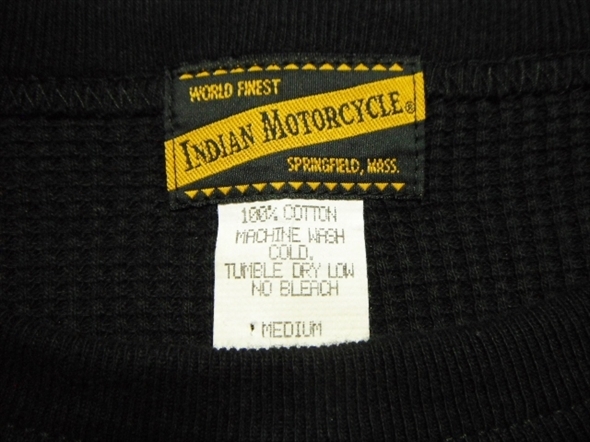 WORLD FINEST
INDIAN MOTORCYCLE®
SPRINGFIELD, MASS.
100% COTTON
MACHINE WASH
COLD.
TUMBLE DRY LOW
NO BLEACH
MEDIUM